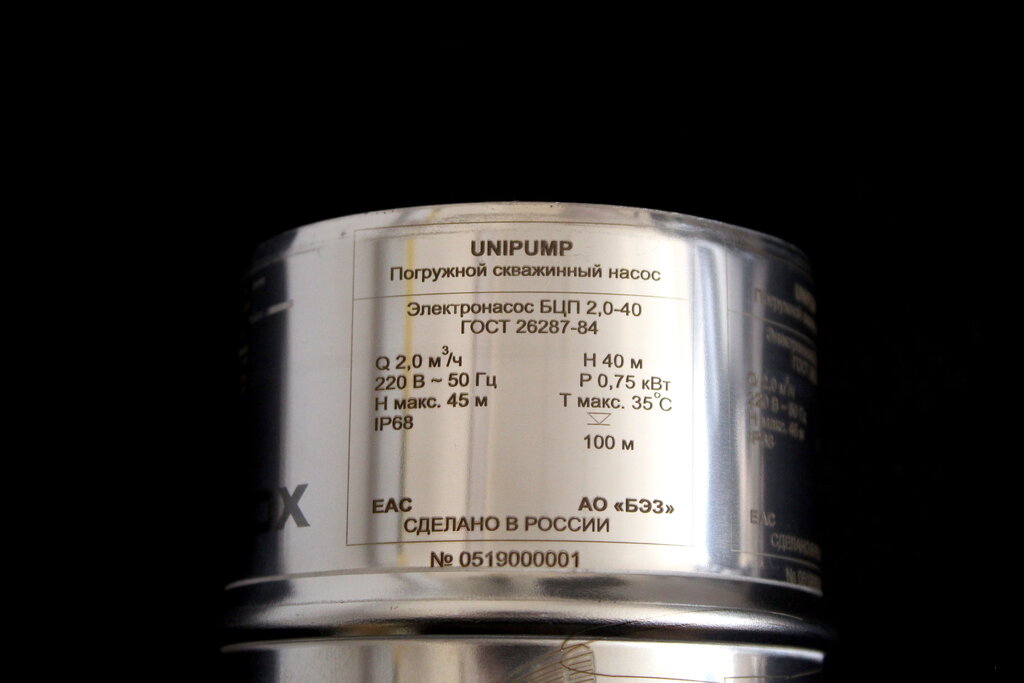 UNIPUMP
Погружной скважинный насос
Электронасос БЦП 2,0-40
ГОСТ 26287-84
Q 2,0 м³/ч H 40 м
220 В ~ 50 Гц P 0,75 кВт
H макс. 45 м T макс. 35°C
IP68
100 м
EAC АО «БЭЗ»
СДЕЛАНО В РОССИИ
№ 0519000001